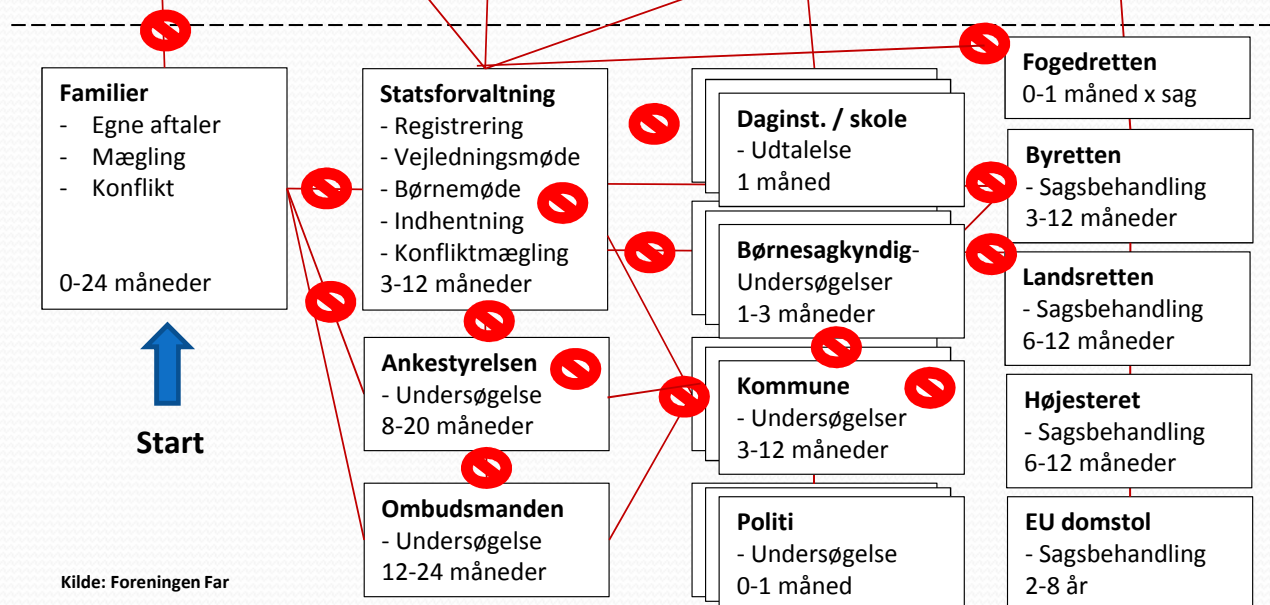 Familier
- Egne aftaler
- Mægling
- Konflikt
0-24 måneder
Start
Kilde: Foreningen Far
Statsforvaltning
- Registrering
- Vejledningsmøde
- Børnemøde
- Indhentning
- Konfliktmægling
3-12 måneder
Ankestyrelsen
- Undersøgelse
8-20 måneder
Ombudsmanden
- Undersøgelse
12-24 måneder
Daginst. / skole
- Udtalelse
1 måned
Børnesagkyndig-
Undersøgelser
1-3 måneder
Kommune
- Undersøgelser
3-12 måneder
Politi
- Undersøgelse
0-1 måned
Fogedretten
0-1 måned x sag
Byretten
- Sagsbehandling
3-12 måneder
Landsretten
- Sagsbehandling
6-12 måneder
Højesteret
- Sagsbehandling
6-12 måneder
EU domstol
- Sagsbehandling
2-8 år